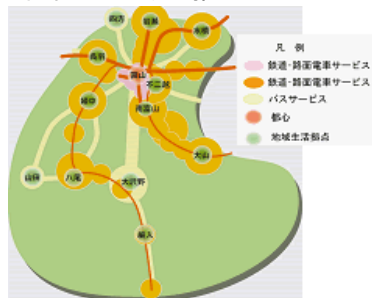 四方
岩瀬
水橋
呉羽
富山
不二越
凡 例
鉄道・路面電車サービス
鉄道・路面電車サービス
バスサービス
都心
地域生活拠点
婦中
南富山
大山
山田
八尾
大沢野
細入